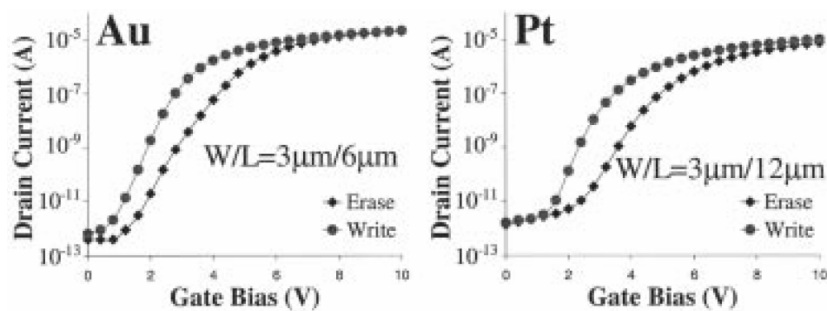 Au
Drain Current (A)
10-5
10-7
10-9
10-11
10-13
W/L=3μm/6μm
Erase
Write
0 2 4 6 8 10
Gate Bias (V)
Pt
Drain Current (A)
10-5
10-7
10-9
10-11
10-13
W/L=3μm/12μm
Erase
Write
0 2 4 6 8 10
Gate Bias (V)